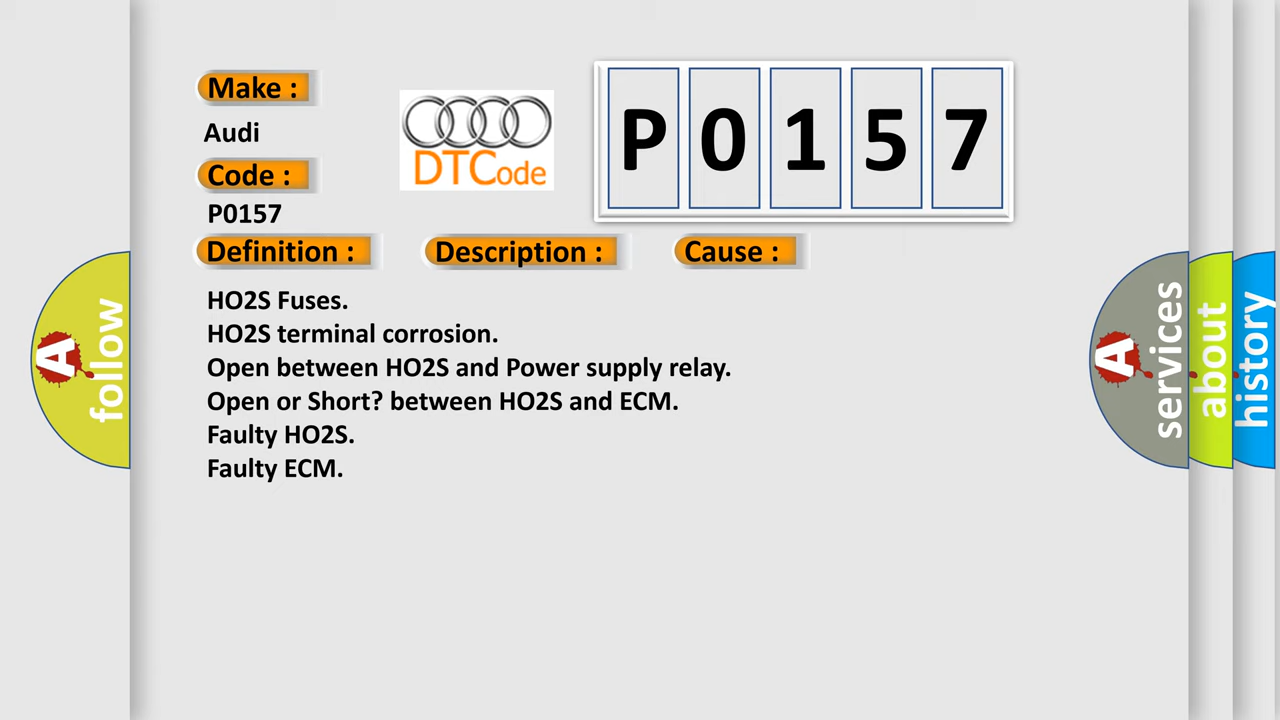 Make :
Audi
Code :
P0157
DTCode
P0157
Definition :
Description :
Cause :
HO2S Fuses.
HO2S terminal corrosion.
Open between HO2S and Power supply relay.
Open or Short? between HO2S and ECM.
Faulty HO2S.
Faulty ECM.
A follow
A services
about
history